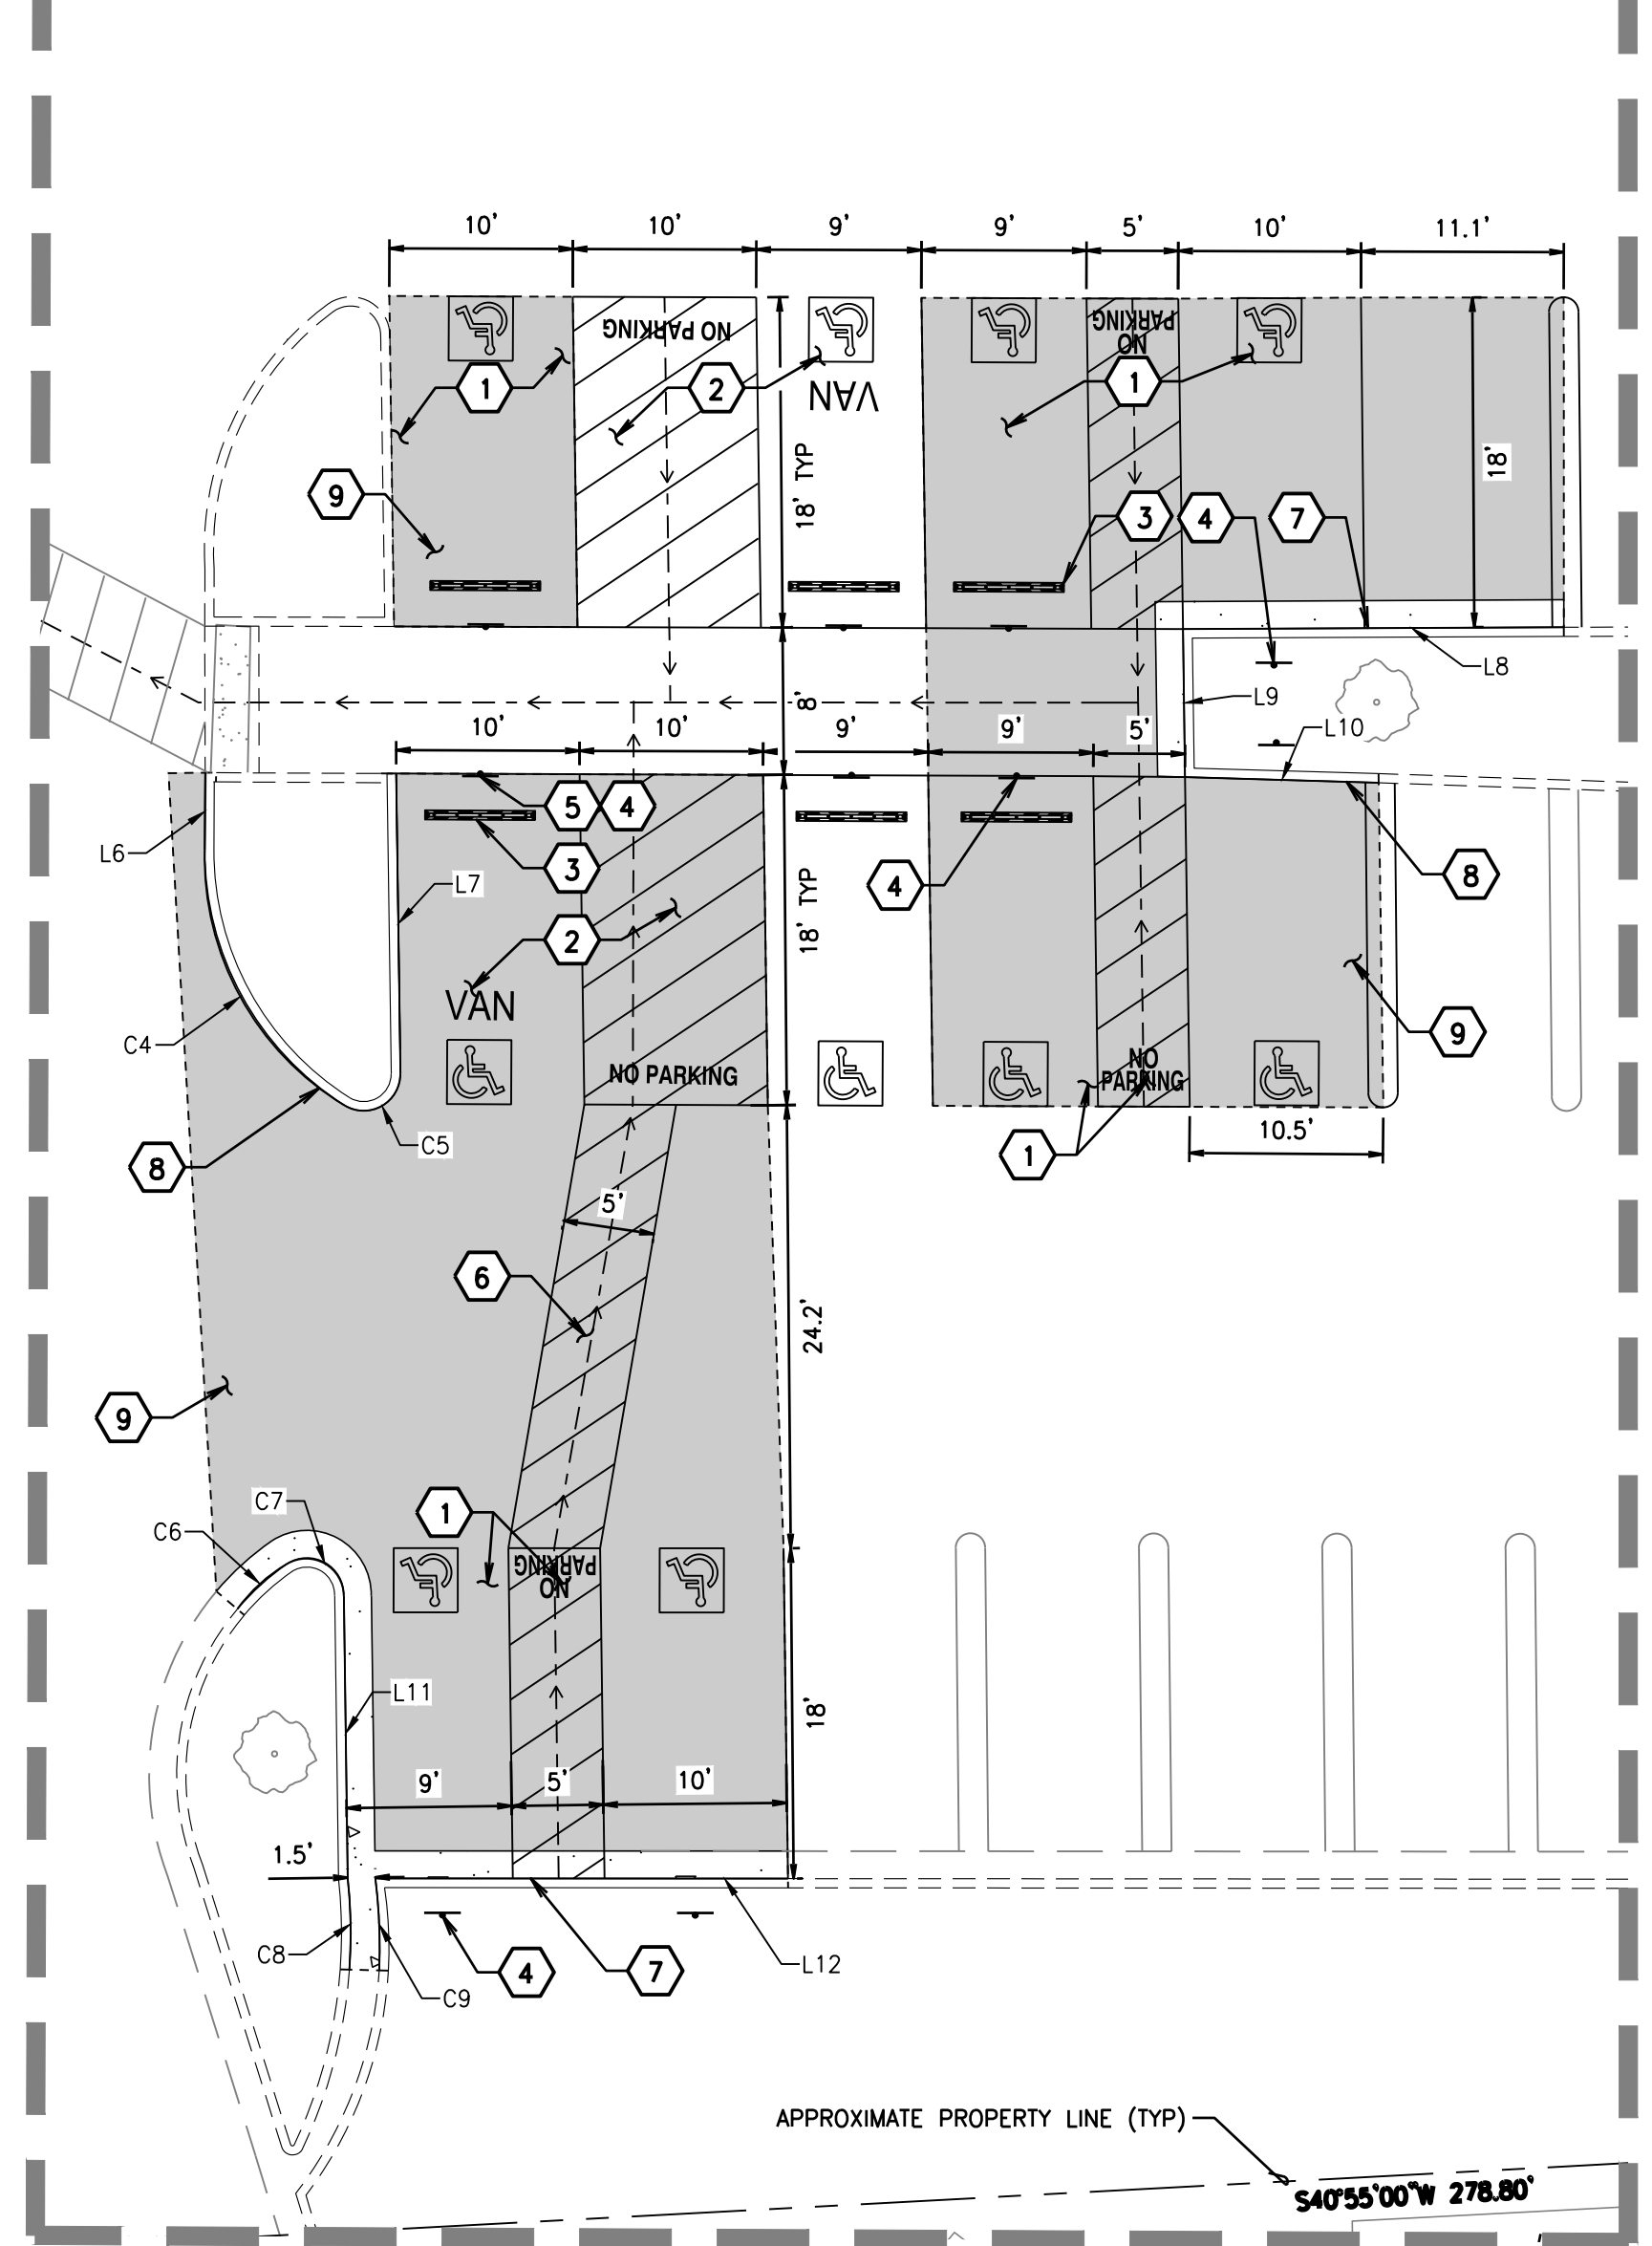 10' 10' 9' 9' 5' 10' 11.1'
NO PARKING
NO
PARKING
1 2 1
VAN
9
18' TYP
3 4 7
18'
L8
L9
8'
10' 10' 9' 9' 5'
L10
5 4
L6
3
L7
4
8
18' TYP
2
VAN
C4
9
NO PARKING
NO
PARKING
C5
1
10.5'
8
5'
6
24.2'
9
C7
1
C6
NO
PARKING
L11
18'
9' 5' 10'
1.5'
C8
L12
4 7
C9
APPROXIMATE PROPERTY LINE (TYP)
S40°55'00"W 278.80'